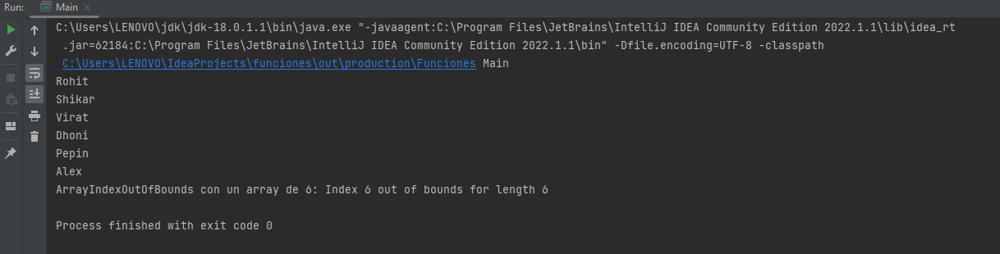 Run: Main
C:\Users\LENOVO\jdk\jdk-18.0.1.1\bin\java.exe "-javaagent:C:\Program Files\JetBrains\IntelliJ IDEA Community Edition 2022.1.1\lib\idea_rt
.jar=62184:C:\Program Files\JetBrains\IntelliJ IDEA Community Edition 2022.1.1\bin" -Dfile.encoding=UTF-8 -classpath
C:\Users\LENOVO\IdeaProjects\funciones\out\production\Funciones Main
Rohit
Shikar
Virat
Dhoni
Pepin
Alex
ArrayIndexOutOfBounds con un array de 6: Index 6 out of bounds for length 6
Process finished with exit code 0